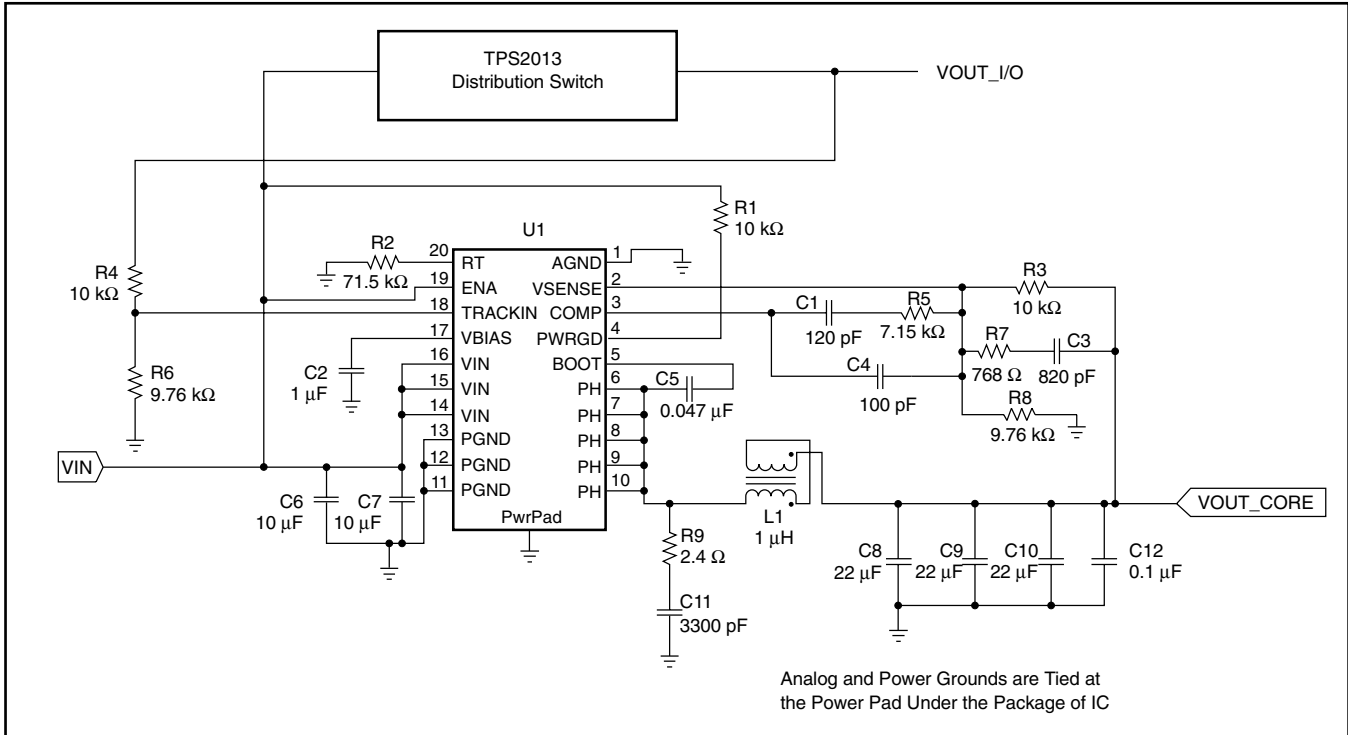 TPS2013
Distribution Switch
VOUT_I/O
R1
10 kΩ
U1
R2
71.5 kΩ
R4
10 kΩ
R6
9.76 kΩ
C2
1 μF
20
19
18
17
16
15
14
13
12
11
RT
ENA
TRACKIN
VBIAS
VIN
VIN
VIN
PGND
PGND
PGND
AGND
VSENSE
COMP
PWRGD
BOOT
PH
PH
PH
PH
PH
PwrPad
1
2
3
4
5
6
7
8
9
10
R3
10 kΩ
C1
120 pF
R5
7.15 kΩ
R7
768 Ω
C3
820 pF
C4
100 pF
C5
0.047 μF
R8
9.76 kΩ
VIN
C6
10 μF
C7
10 μF
L1
1 μH
R9
2.4 Ω
C11
3300 pF
VOUT_CORE
C8
22 μF
C9
22 μF
C10
22 μF
C12
0.1 μF
Analog and Power Grounds are Tied at
the Power Pad Under the Package of IC